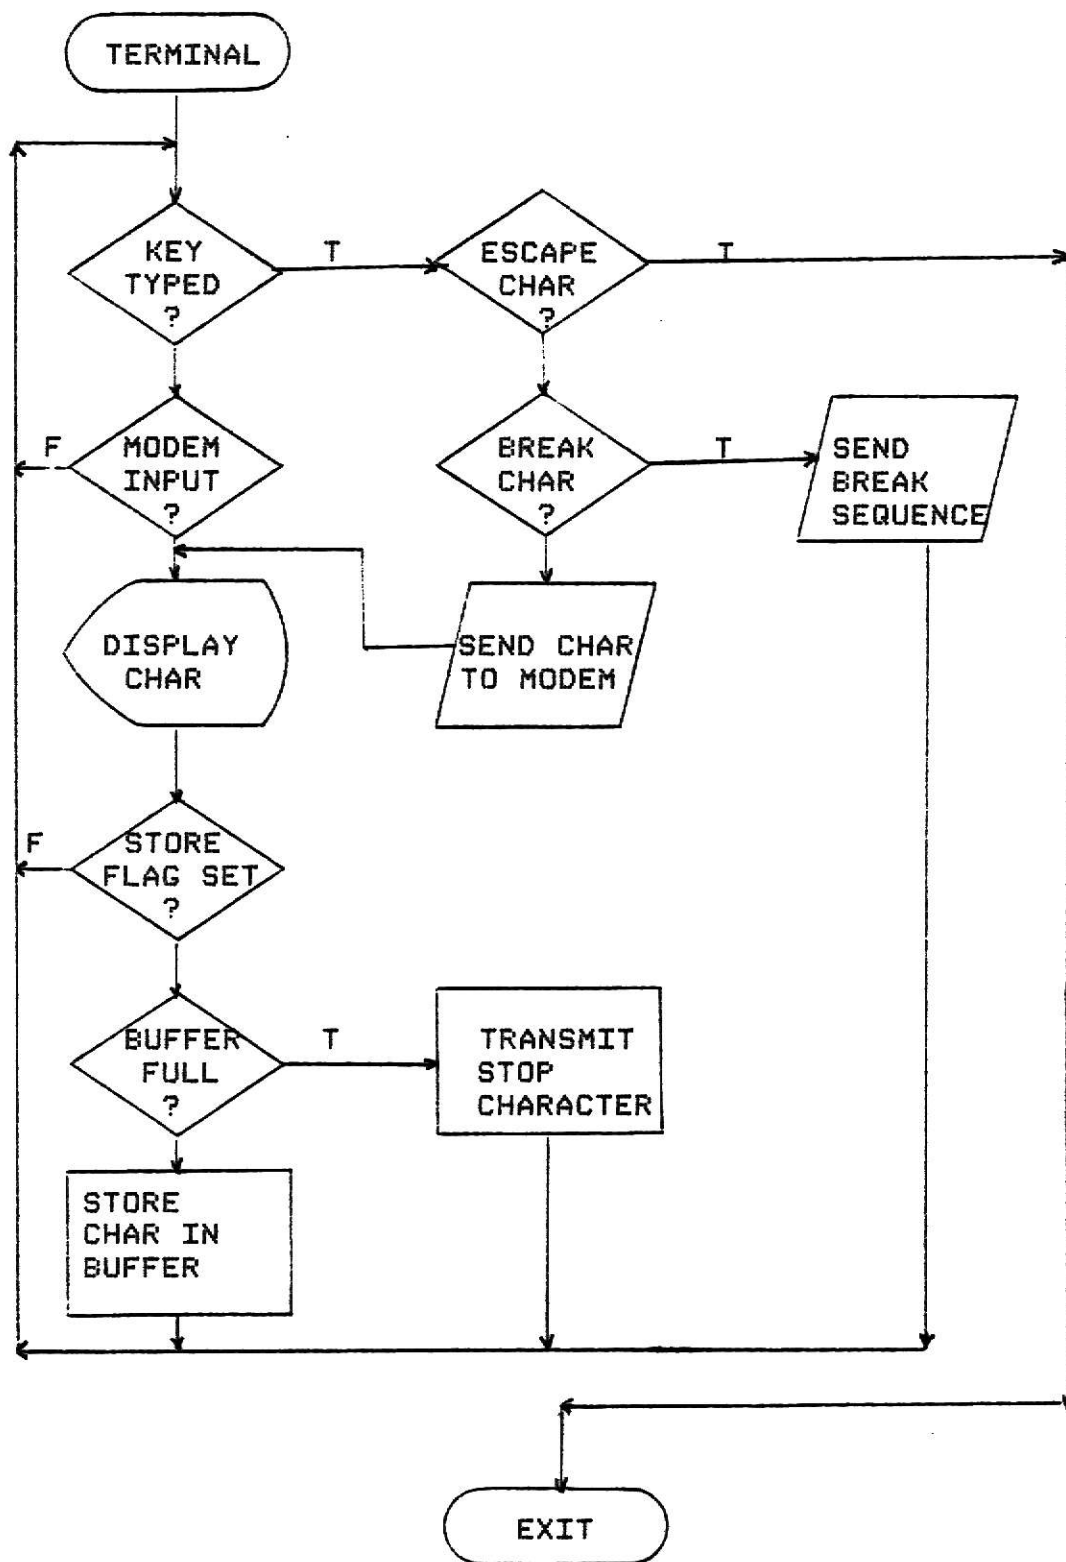 TERMINAL
KEY
TYPED
?
T
ESCAPE
CHAR
?
T
F
MODEM
INPUT
?
BREAK
CHAR
?
T
SEND
BREAK
SEQUENCE
DISPLAY
CHAR
SEND CHAR
TO MODEM
F
STORE
FLAG SET
?
BUFFER
FULL
?
T
TRANSMIT
STOP
CHARACTER
STORE
CHAR IN
BUFFER
EXIT